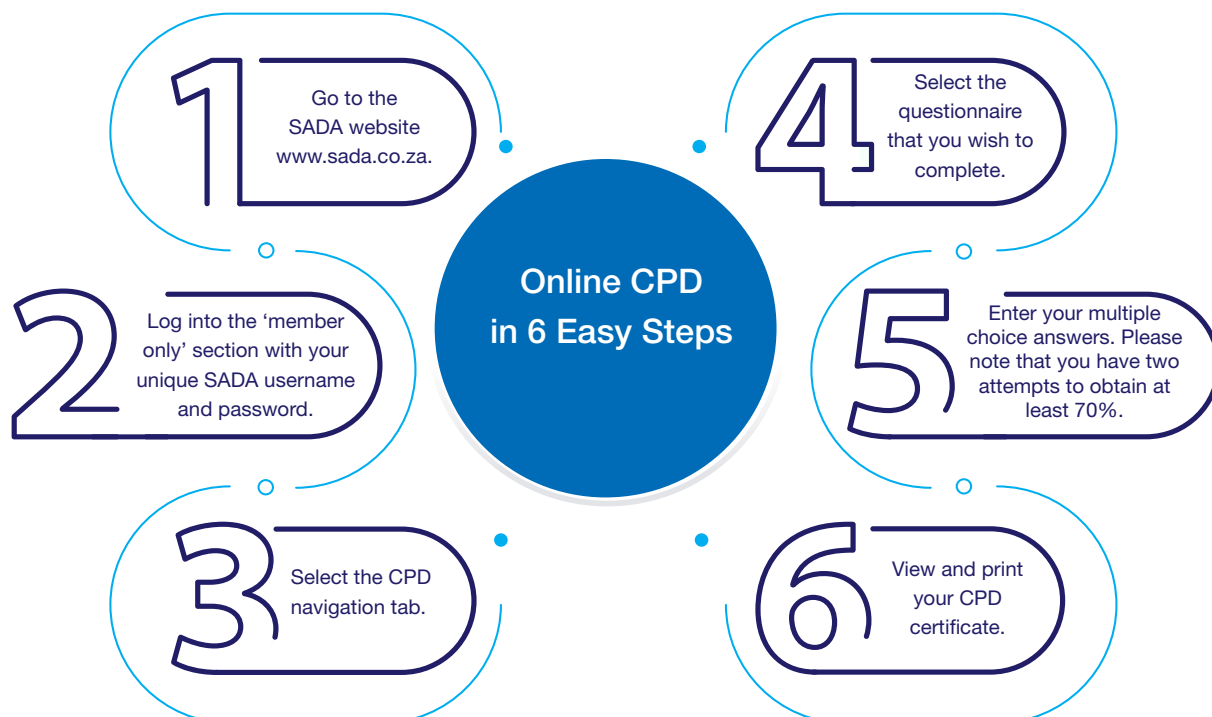 Online CPD
in 6 Easy Steps
1
Go to the
SADA website
www.sada.co.za.
2
Log into the ‘member
only’ section with your
unique SADA username
and password.
3
Select the CPD
navigation tab.
4
Select the
questionnaire
that you wish to
complete.
5
Enter your multiple
choice answers. Please
note that you have two
attempts to obtain at
least 70%.
6
View and print
your CPD
certificate.